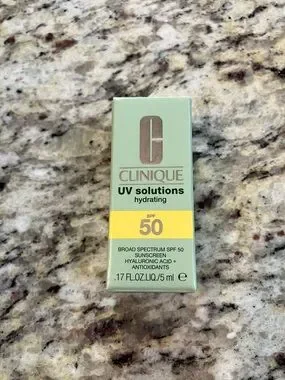 C
CLINIQUE
UV solutions
hydrating
SPF
50
BROAD SPECTRUM SPF 50
SUNSCREEN
HYALURONIC ACID +
ANTIOXIDANTS
.17 FL.OZ.LIQ./5 ml ℮